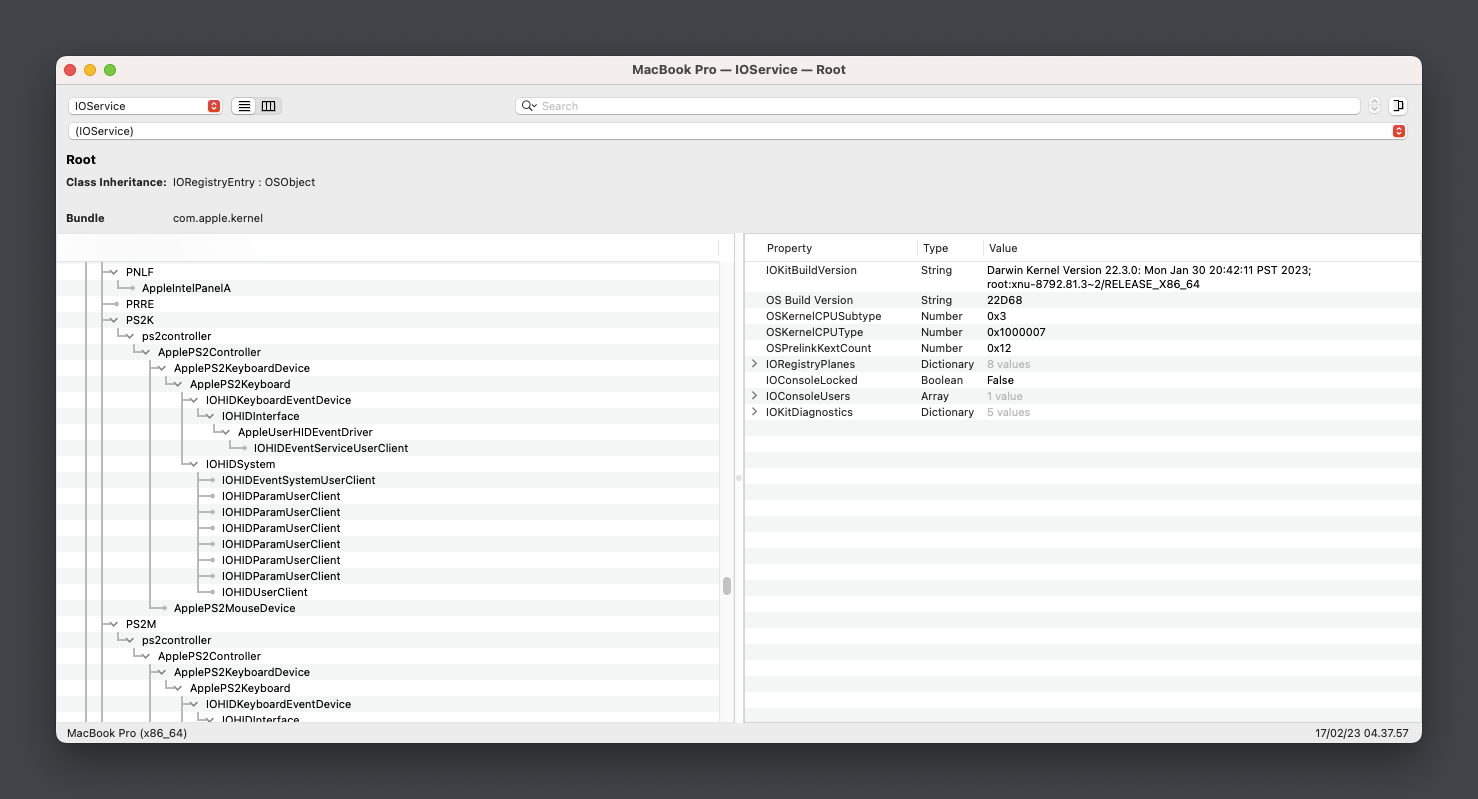 MacBook Pro — IOService — Root
IOService
Search
(IOService)
Root
Class Inheritance: IORegistryEntry : OSObject
Bundle com.apple.kernel
PNLF
AppleIntelPanelA
PRRE
PS2K
ps2controller
ApplePS2Controller
ApplePS2KeyboardDevice
ApplePS2Keyboard
IOHIDKeyboardEventDevice
IOHIDInterface
AppleUserHIDEventDriver
IOHIDEventServiceUserClient
IOHIDSystem
IOHIDEventSystemUserClient
IOHIDParamUserClient
IOHIDParamUserClient
IOHIDParamUserClient
IOHIDParamUserClient
IOHIDParamUserClient
IOHIDParamUserClient
IOHIDUserClient
ApplePS2MouseDevice
PS2M
ps2controller
ApplePS2Controller
ApplePS2KeyboardDevice
ApplePS2Keyboard
IOHIDKeyboardEventDevice
IOHIDInterface
Property Type Value
IOKitBuildVersion String Darwin Kernel Version 22.3.0: Mon Jan 30 20:42:11 PST 2023;
root:xnu-8792.81.3~2/RELEASE_X86_64
OS Build Version String 22D68
OSKernelCPUSubtype Number 0x3
OSKernelCPUType Number 0x1000007
OSPrelinkKextCount Number 0x12
IORegistryPlanes Dictionary 8 values
IOConsoleLocked Boolean False
IOConsoleUsers Array 1 value
IOKitDiagnostics Dictionary 5 values
MacBook Pro (x86_64)
17/02/23 04.37.57